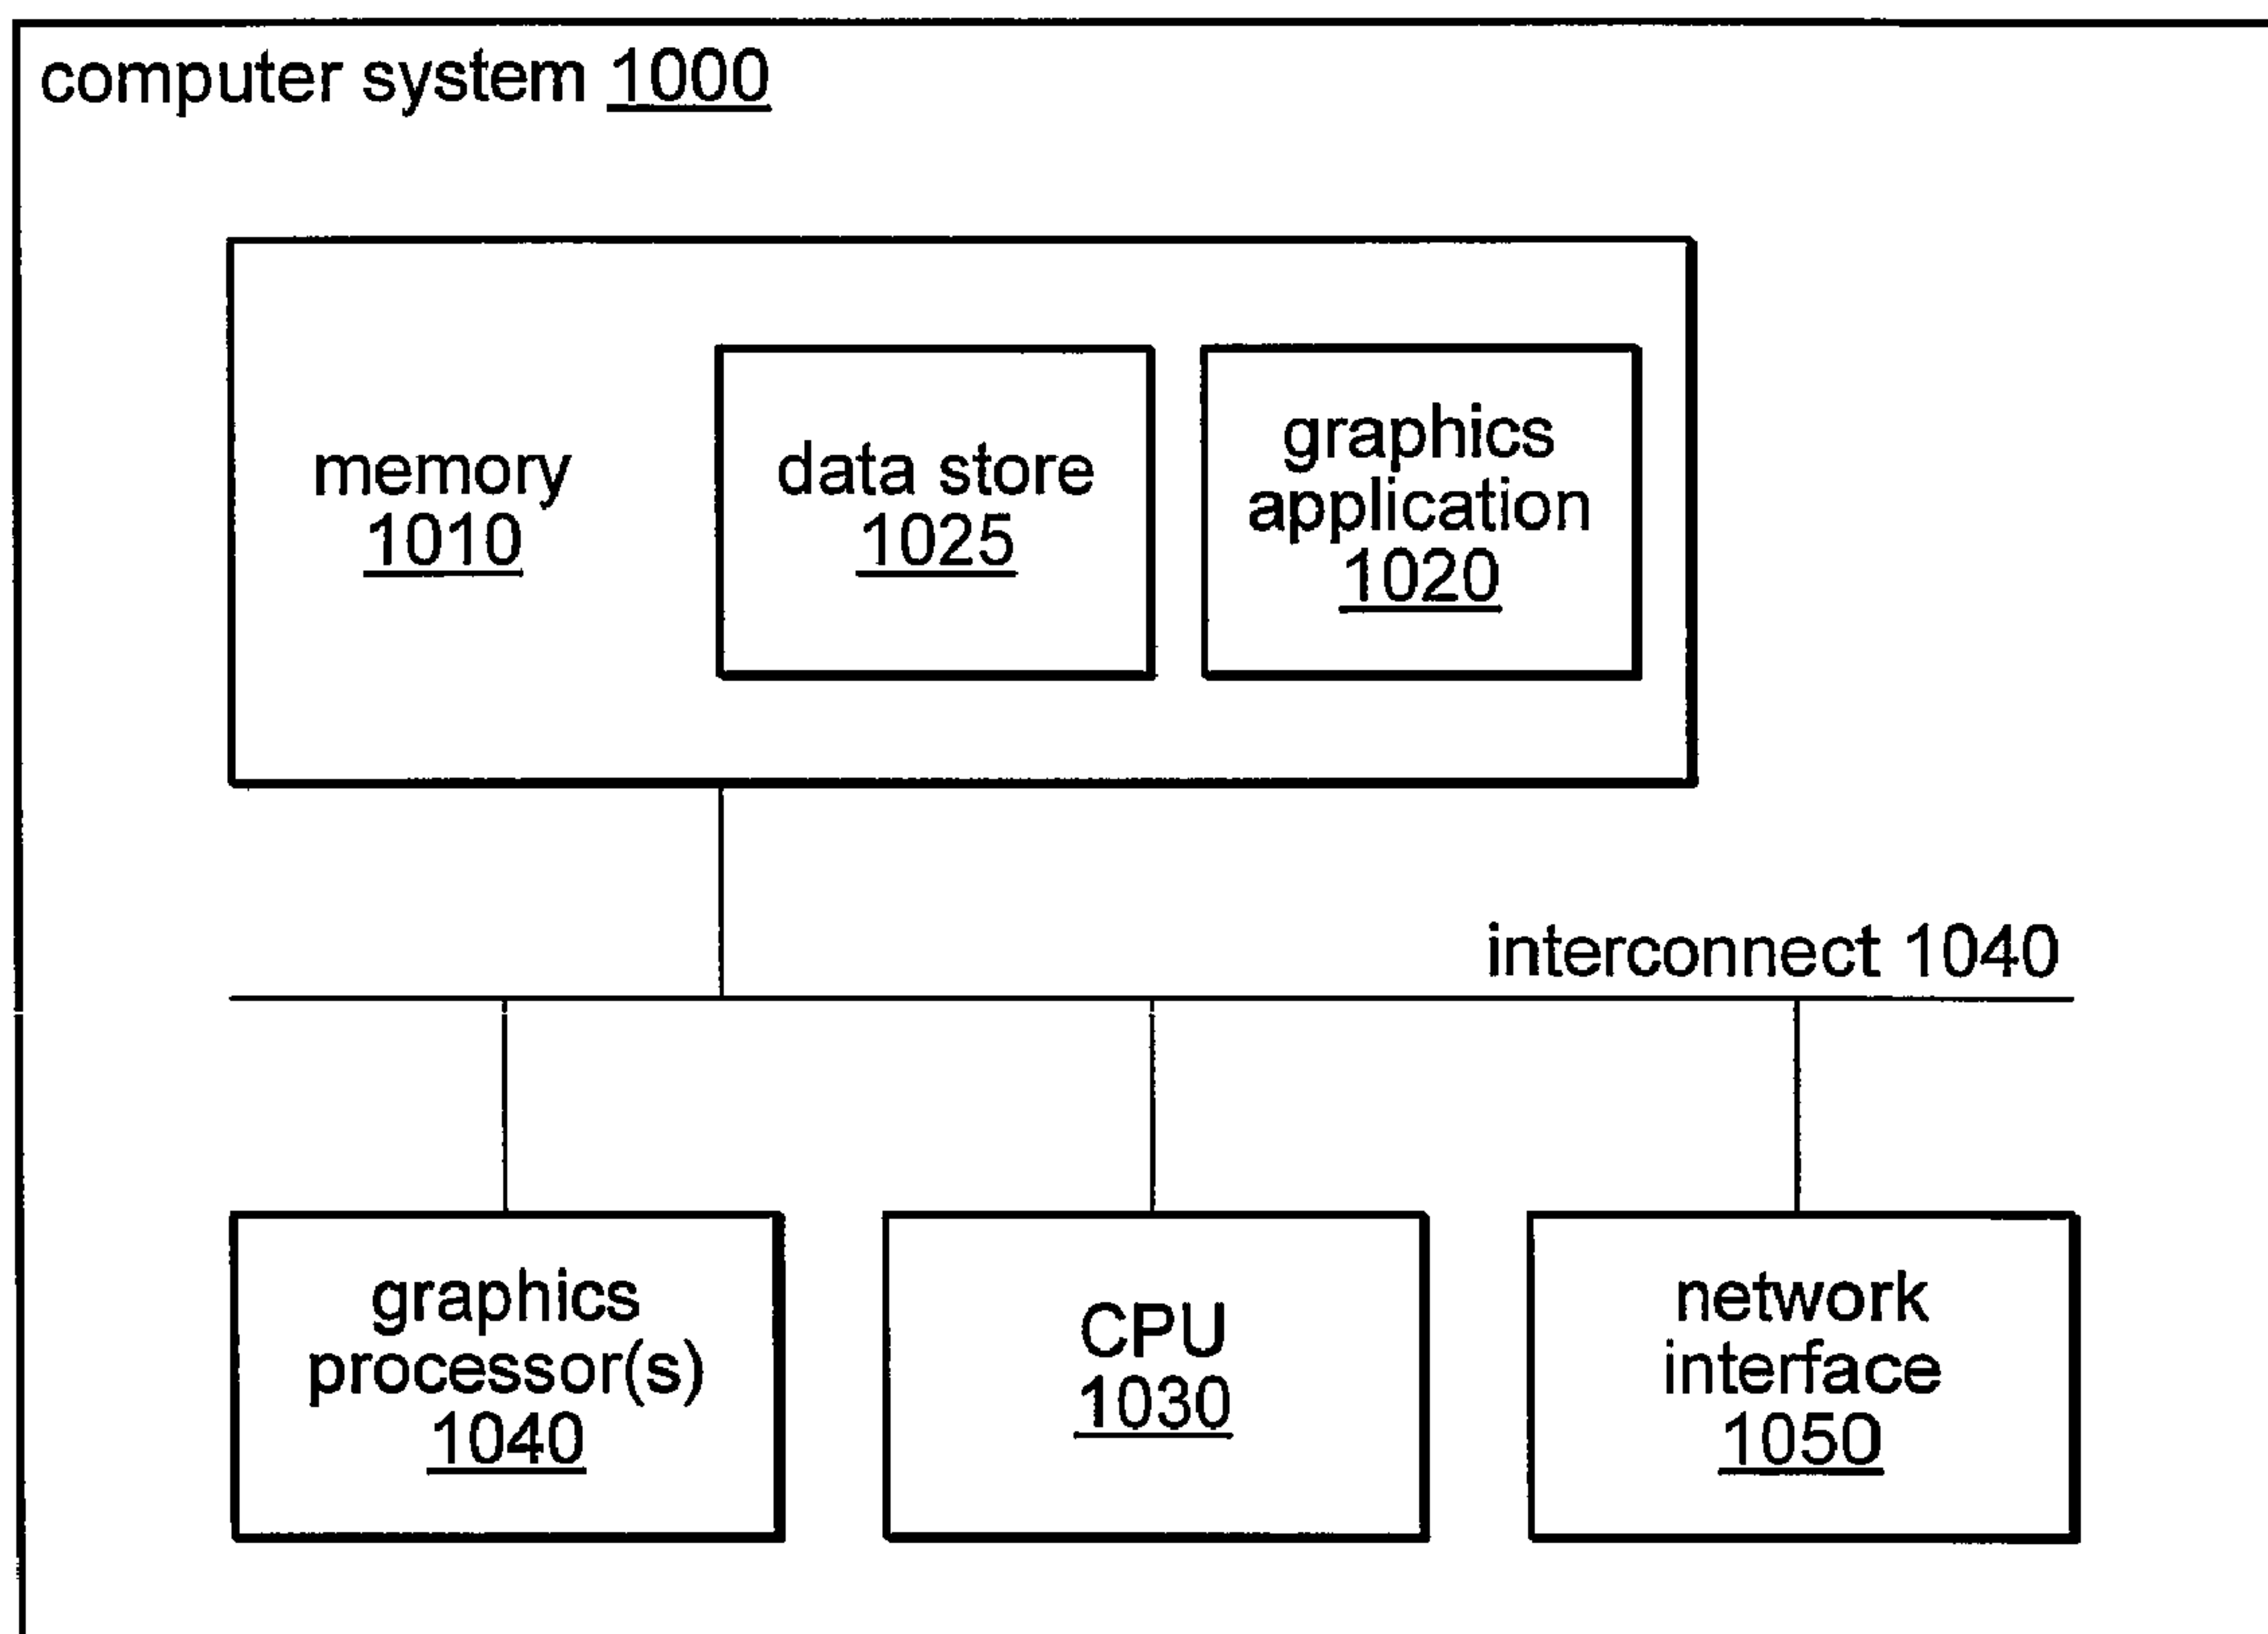 computer system 1000
memory
1010
data store
1025
graphics
application
1020
interconnect 1040
graphics
processor(s)
1040
CPU
1030
network
interface
1050